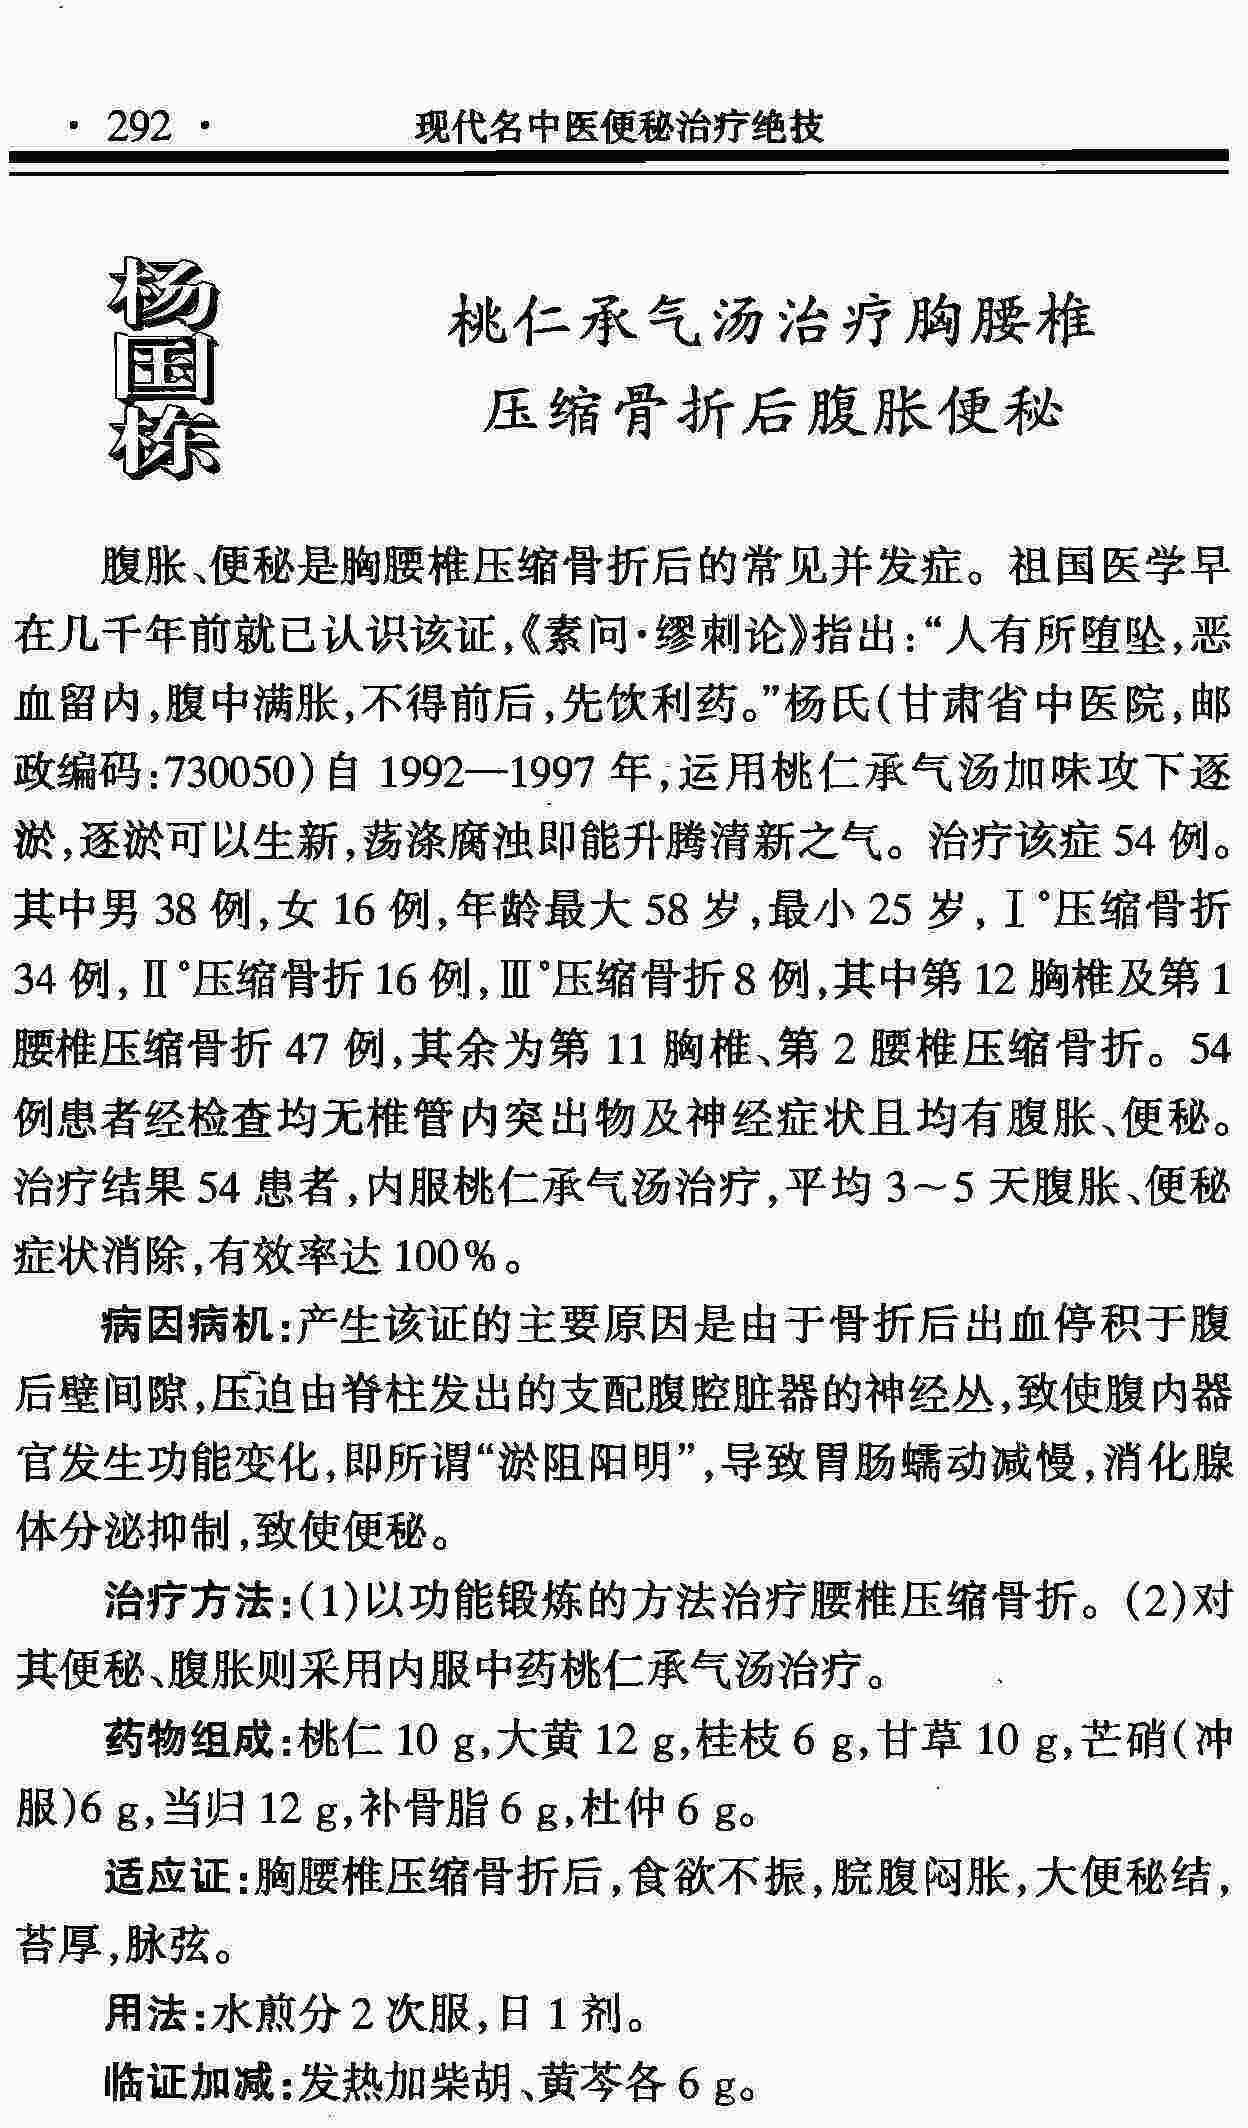 · 292 · 现代名中医便秘治疗绝技
杨国栋
桃仁承气汤治疗胸腰椎
压缩骨折后腹胀便秘
腹胀、便秘是胸腰椎压缩骨折后的常见并发症。祖国医学早
在几千年前就已认识该证,《素问·缪刺论》指出:“人有所堕坠,恶
血留内,腹中满胀,不得前后,先饮利药。”杨氏(甘肃省中医院,邮
政编码:730050)自 1992—1997 年,运用桃仁承气汤加味攻下逐
淤,逐淤可以生新,荡涤腐浊即能升腾清新之气。治疗该症 54 例。
其中男 38 例,女 16 例,年龄最大 58 岁,最小 25 岁,Ⅰ°压缩骨折
34 例,Ⅱ°压缩骨折 16 例,Ⅲ°压缩骨折 8 例,其中第 12 胸椎及第 1
腰椎压缩骨折 47 例,其余为第 11 胸椎、第 2 腰椎压缩骨折。54
例患者经检查均无椎管内突出物及神经症状且均有腹胀、便秘。
治疗结果 54 患者,内服桃仁承气汤治疗,平均 3～5 天腹胀、便秘
症状消除,有效率达 100%。
病因病机:产生该证的主要原因是由于骨折后出血停积于腹
后壁间隙,压迫由脊柱发出的支配腹腔脏器的神经丛,致使腹内器
官发生功能变化,即所谓“淤阻阳明”,导致胃肠蠕动减慢,消化腺
体分泌抑制,致使便秘。
治疗方法:(1)以功能锻炼的方法治疗腰椎压缩骨折。(2)对
其便秘、腹胀则采用内服中药桃仁承气汤治疗。
药物组成:桃仁 10 g,大黄 12 g,桂枝 6 g,甘草 10 g,芒硝(冲
服)6 g,当归 12 g,补骨脂 6 g,杜仲 6 g。
适应证:胸腰椎压缩骨折后,食欲不振,脘腹闷胀,大便秘结,
苔厚,脉弦。
用法:水煎分 2 次服,日 1 剂。
临证加减:发热加柴胡、黄芩各 6 g。